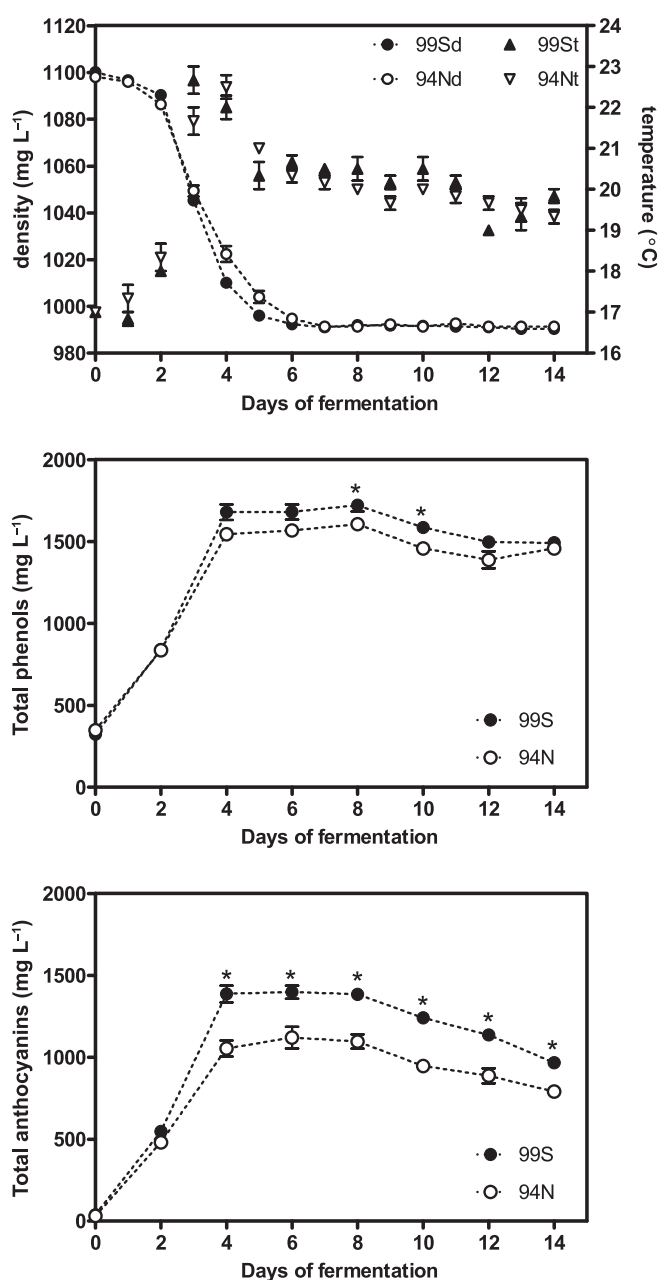 1120 24
99Sd 99St
1100 23
94Nd 94Nt
1080 22
21
1060 20
1040 19
1020 18
1000 17
980 16
density (mg L⁻¹)
temperature (°C)
0 2 4 6 8 10 12 14
Days of fermentation
2000
* *
1500
1000
500
0
Total phenols (mg L⁻¹)
99S
94N
0 2 4 6 8 10 12 14
Days of fermentation
2000
* * * * * *
1500
1000
500
0
Total anthocyanins (mg L⁻¹)
99S
94N
0 2 4 6 8 10 12 14
Days of fermentation